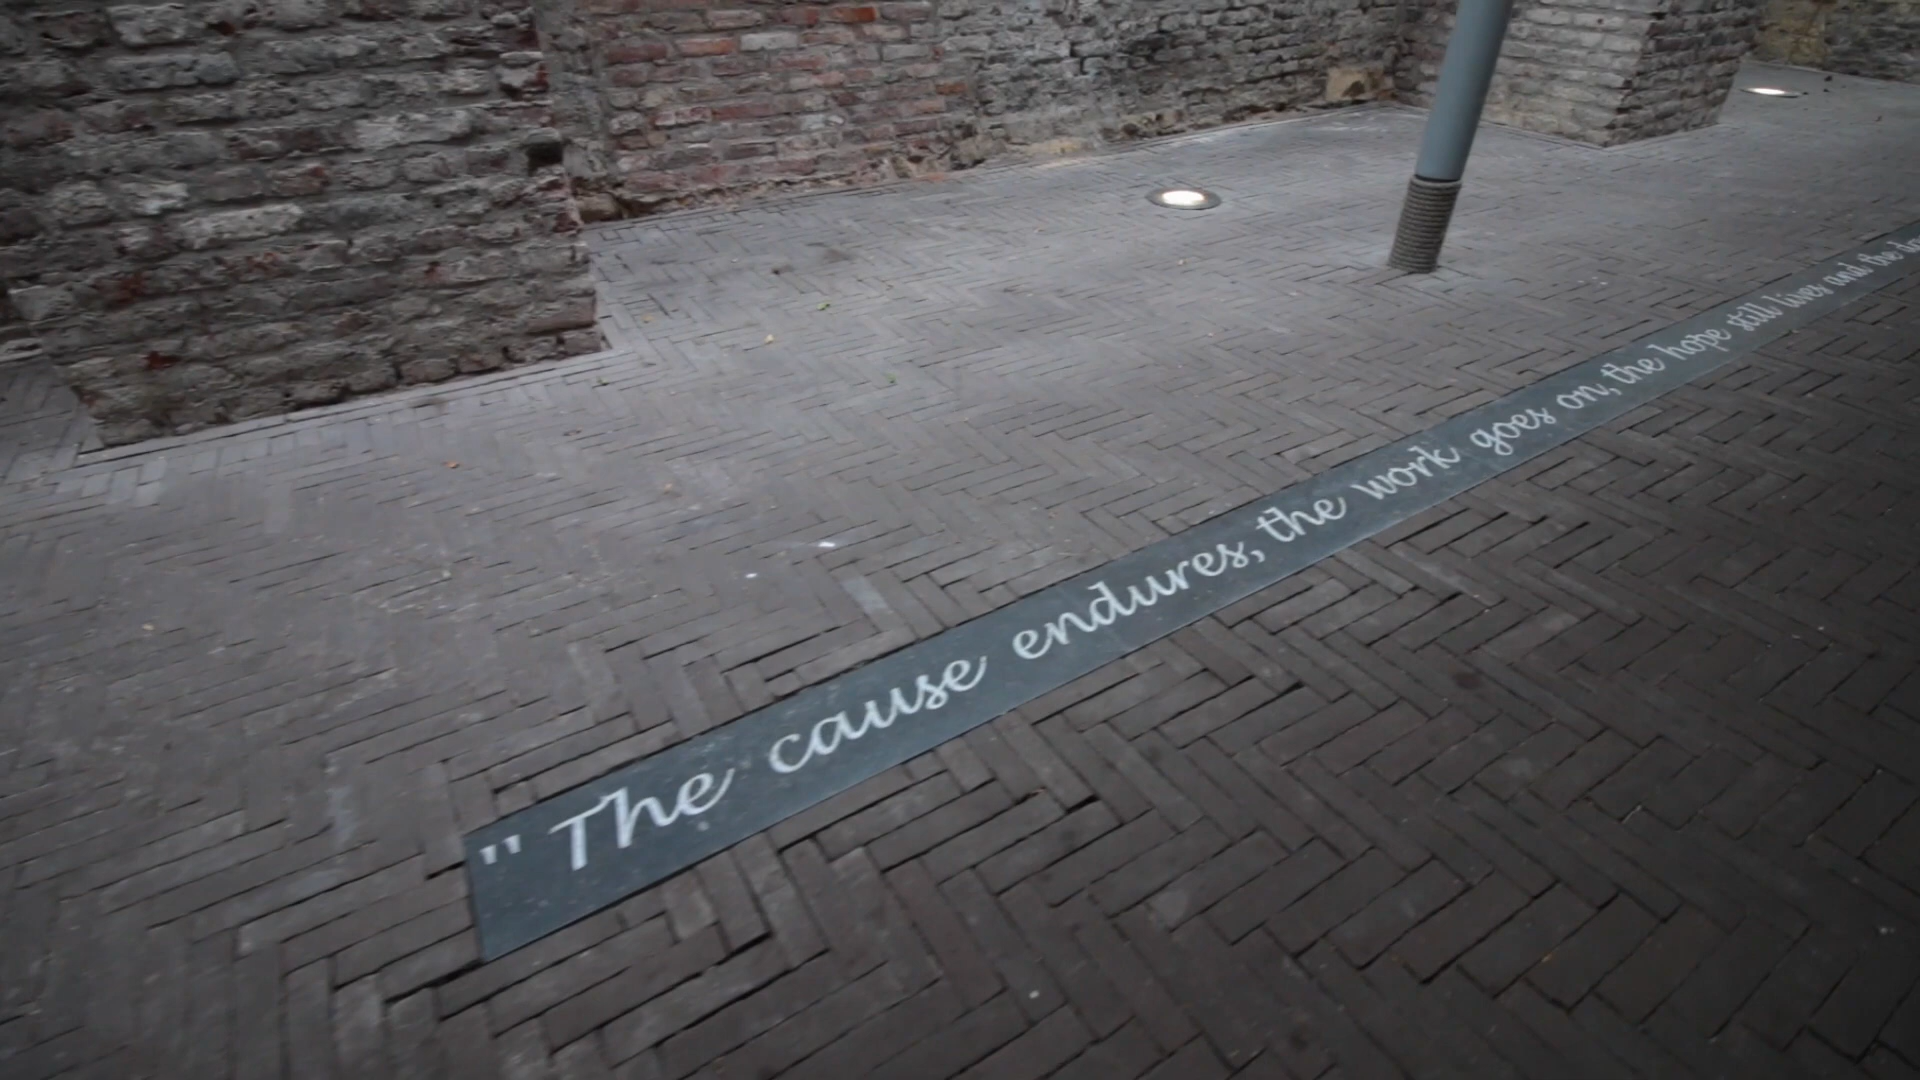 "The cause endures, the work goes on, the hope still lives and the